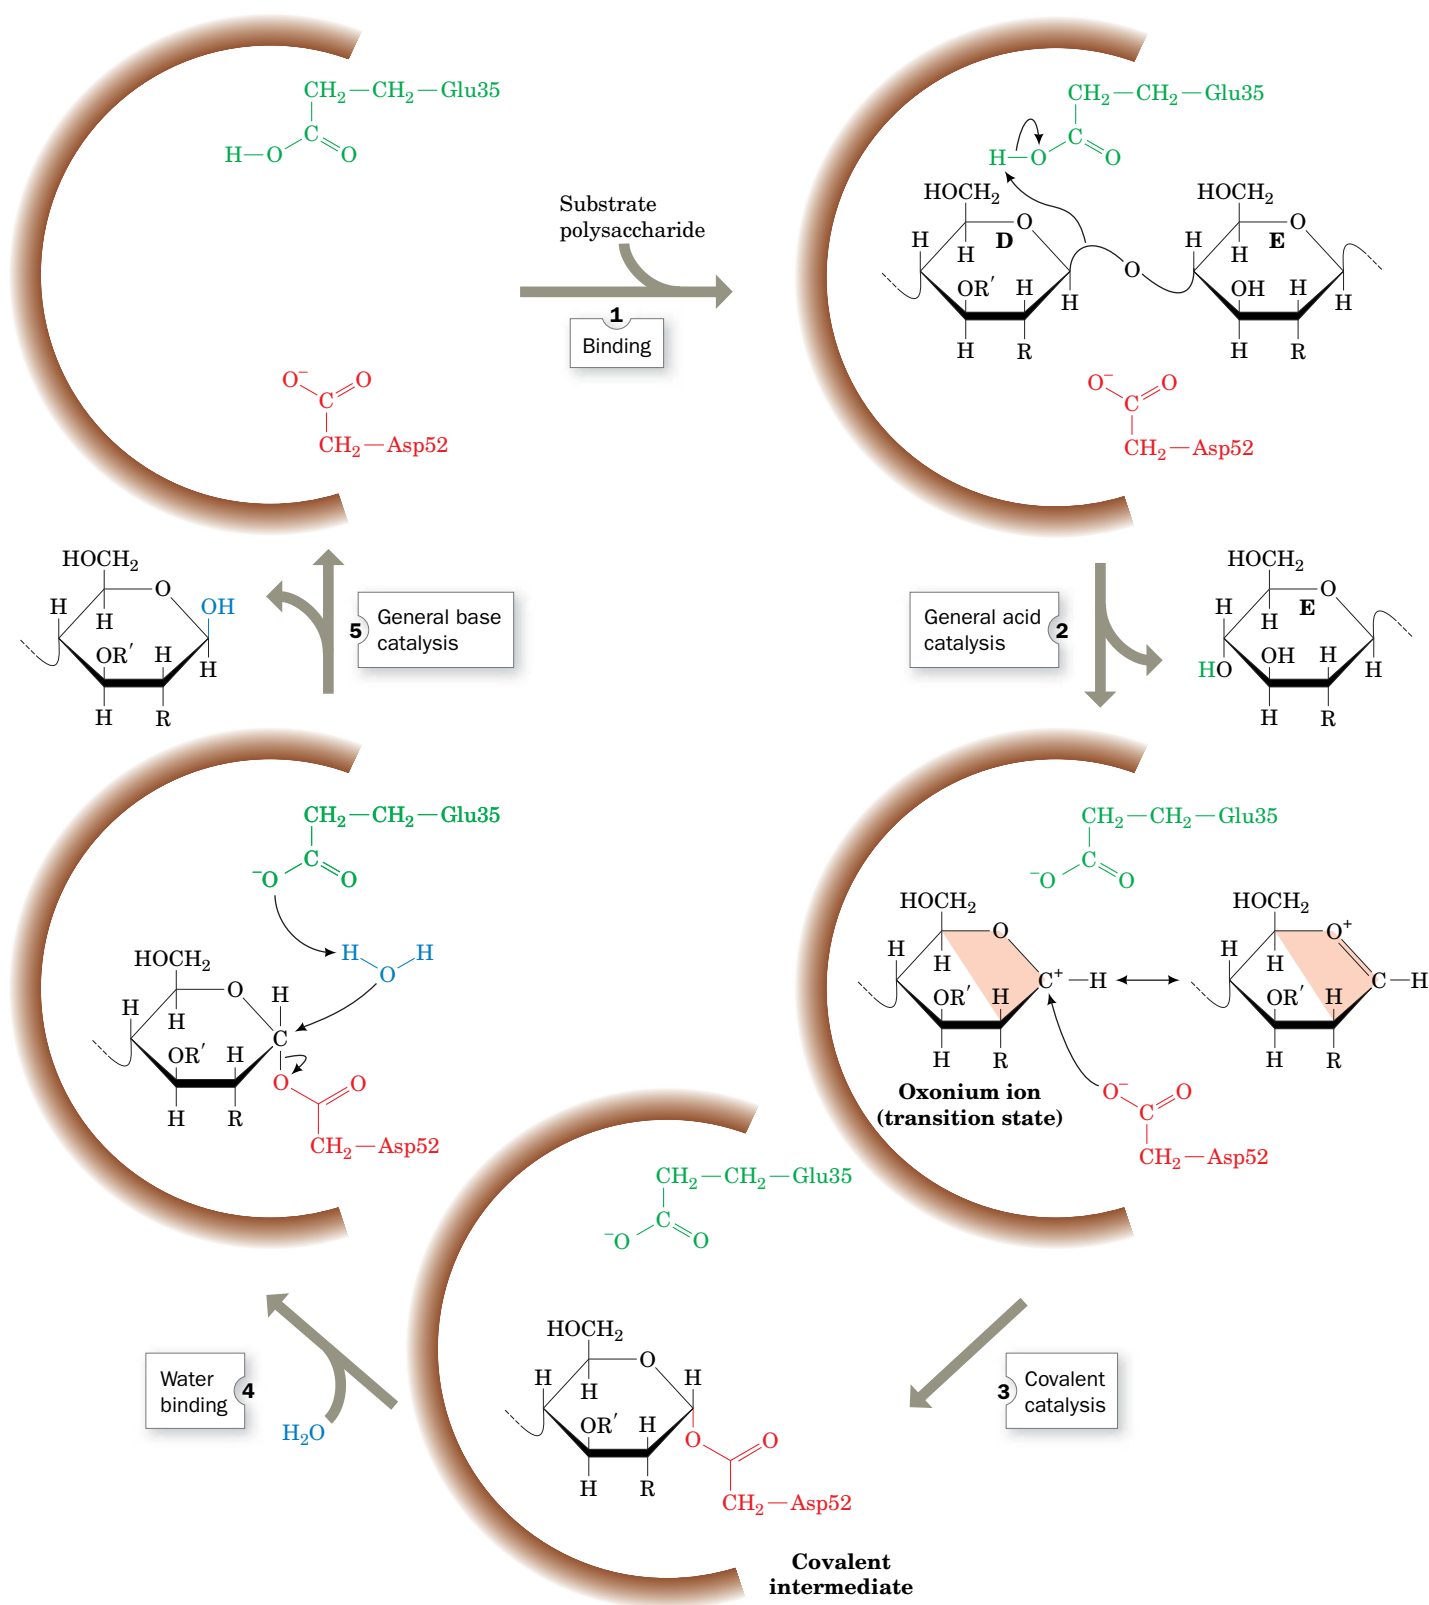 CH₂—CH₂—Glu35
C
H—O O
O⁻ O
C
CH₂—Asp52
Substrate
polysaccharide
1
Binding
CH₂—CH₂—Glu35
C
H—O O
HOCH₂ HOCH₂
O O
H D H E
H H
O
OR′ H OH H
H H
H R H R
O⁻ O
C
CH₂—Asp52
General acid
catalysis 2
HOCH₂
O
H E
H
OH H
HO H
H R
CH₂—CH₂—Glu35
C
⁻O O
HOCH₂ HOCH₂
O O⁺
H H
H H
C⁺—H C—H
OR′ H OR′ H
H R H R
Oxonium ion
(transition state)
O⁻ O
C
CH₂—Asp52
3 Covalent
catalysis
CH₂—CH₂—Glu35
C
⁻O O
HOCH₂
O
H H
H
OR′ H
O O
H R
CH₂—Asp52
Covalent
intermediate
Water
binding 4
H₂O
CH₂—CH₂—Glu35
C
⁻O O
H H
O
HOCH₂
O
H H
H
C
OR′ H
O O
H R
CH₂—Asp52
5 General base
catalysis
HOCH₂
O
H OH
H
OR′ H
H
H R